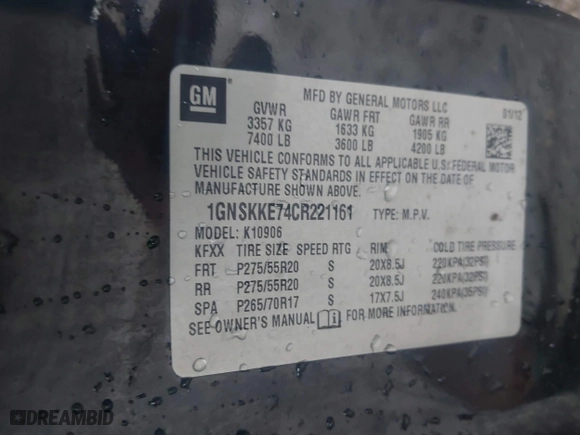 GM
MFD BY GENERAL MOTORS LLC
01/12
GVWR GAWR FRT GAWR RR
3357 KG 1633 KG 1905 KG
7400 LB 3600 LB 4200 LB
THIS VEHICLE CONFORMS TO ALL APPLICABLE U.S. FEDERAL MOTOR
VEHICLE SAFETY STANDARDS IN EFFECT ON THE DATE OF
MANUFACTURE SHOWN ABOVE.
1GNSKKE74CR221161 TYPE: M.P.V.
MODEL: K10906
KFXX TIRE SIZE SPEED RTG RIM COLD TIRE PRESSURE
FRT P275/55R20 S 20X8.5J 220KPA(32PSI)
RR P275/55R20 S 20X8.5J 220KPA(32PSI)
SPA P265/70R17 S 17X7.5J 240KPA(35PSI)
SEE OWNER'S MANUAL FOR MORE INFORMATION.
DREAMBID